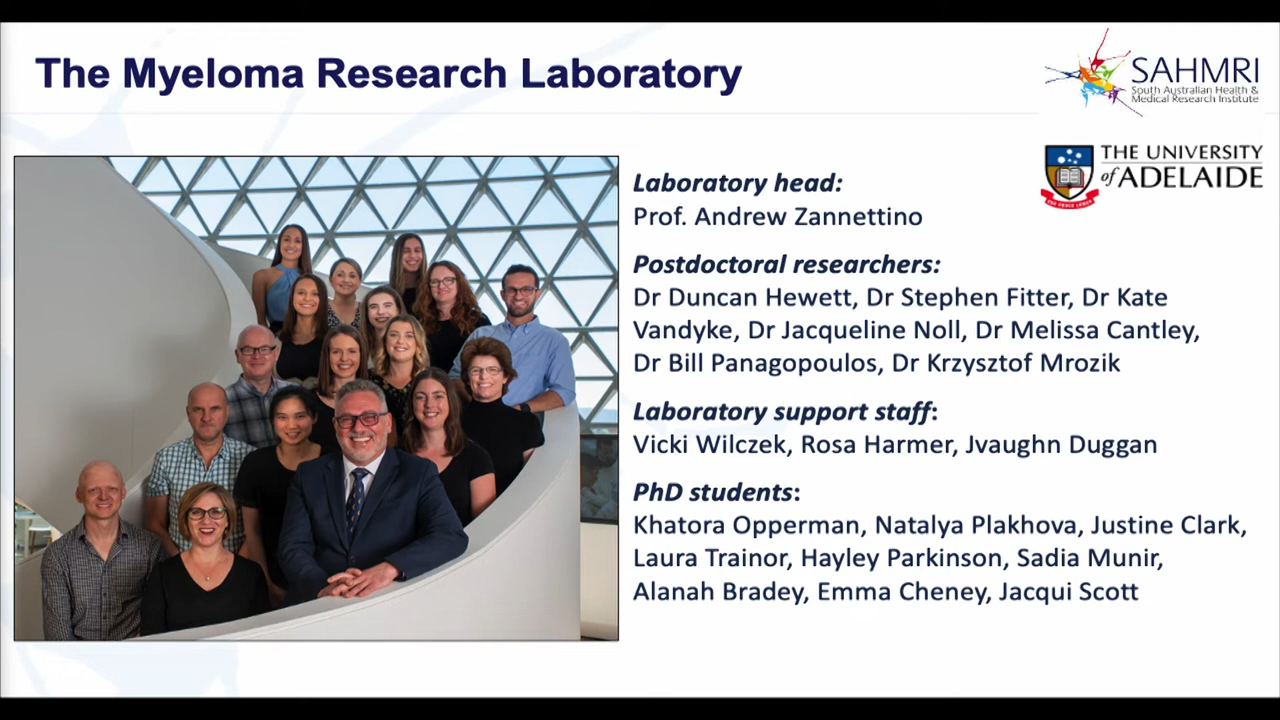 The Myeloma Research Laboratory
SAHMRI
South Australian Health &
Medical Research Institute
THE UNIVERSITY
of ADELAIDE
Laboratory head:
Prof. Andrew Zannettino
Postdoctoral researchers:
Dr Duncan Hewett, Dr Stephen Fitter, Dr Kate
Vandyke, Dr Jacqueline Noll, Dr Melissa Cantley,
Dr Bill Panagopoulos, Dr Krzysztof Mrozik
Laboratory support staff:
Vicki Wilczek, Rosa Harmer, Jvaughn Duggan
PhD students:
Khatora Opperman, Natalya Plakhova, Justine Clark,
Laura Trainor, Hayley Parkinson, Sadia Munir,
Alanah Bradey, Emma Cheney, Jacqui Scott